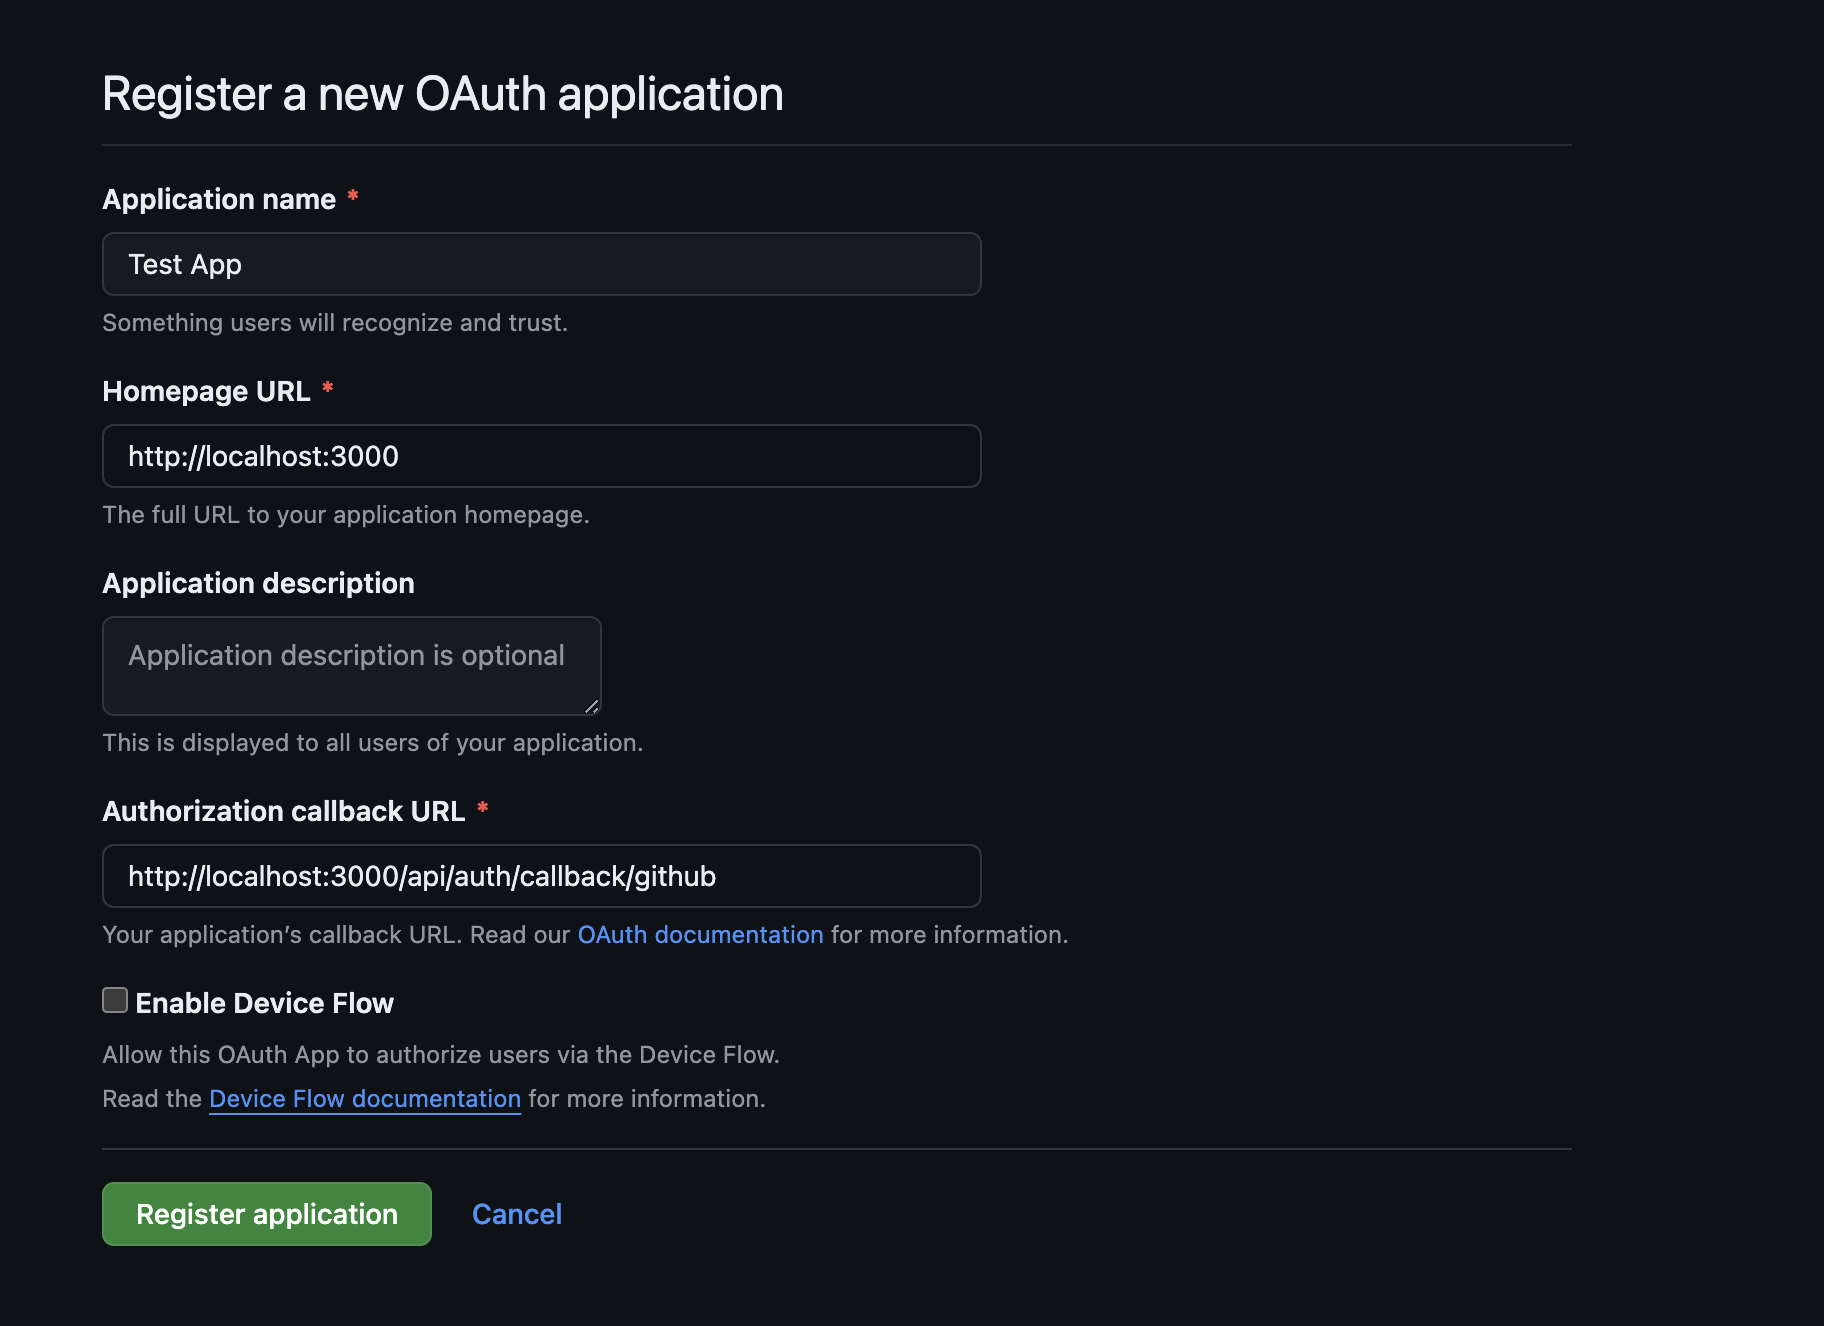 Register a new OAuth application
Application name *
Test App
Something users will recognize and trust.
Homepage URL *
http://localhost:3000
The full URL to your application homepage.
Application description
Application description is optional
This is displayed to all users of your application.
Authorization callback URL *
http://localhost:3000/api/auth/callback/github
Your application’s callback URL. Read our OAuth documentation for more information.
Enable Device Flow
Allow this OAuth App to authorize users via the Device Flow.
Read the Device Flow documentation for more information.
Register application Cancel